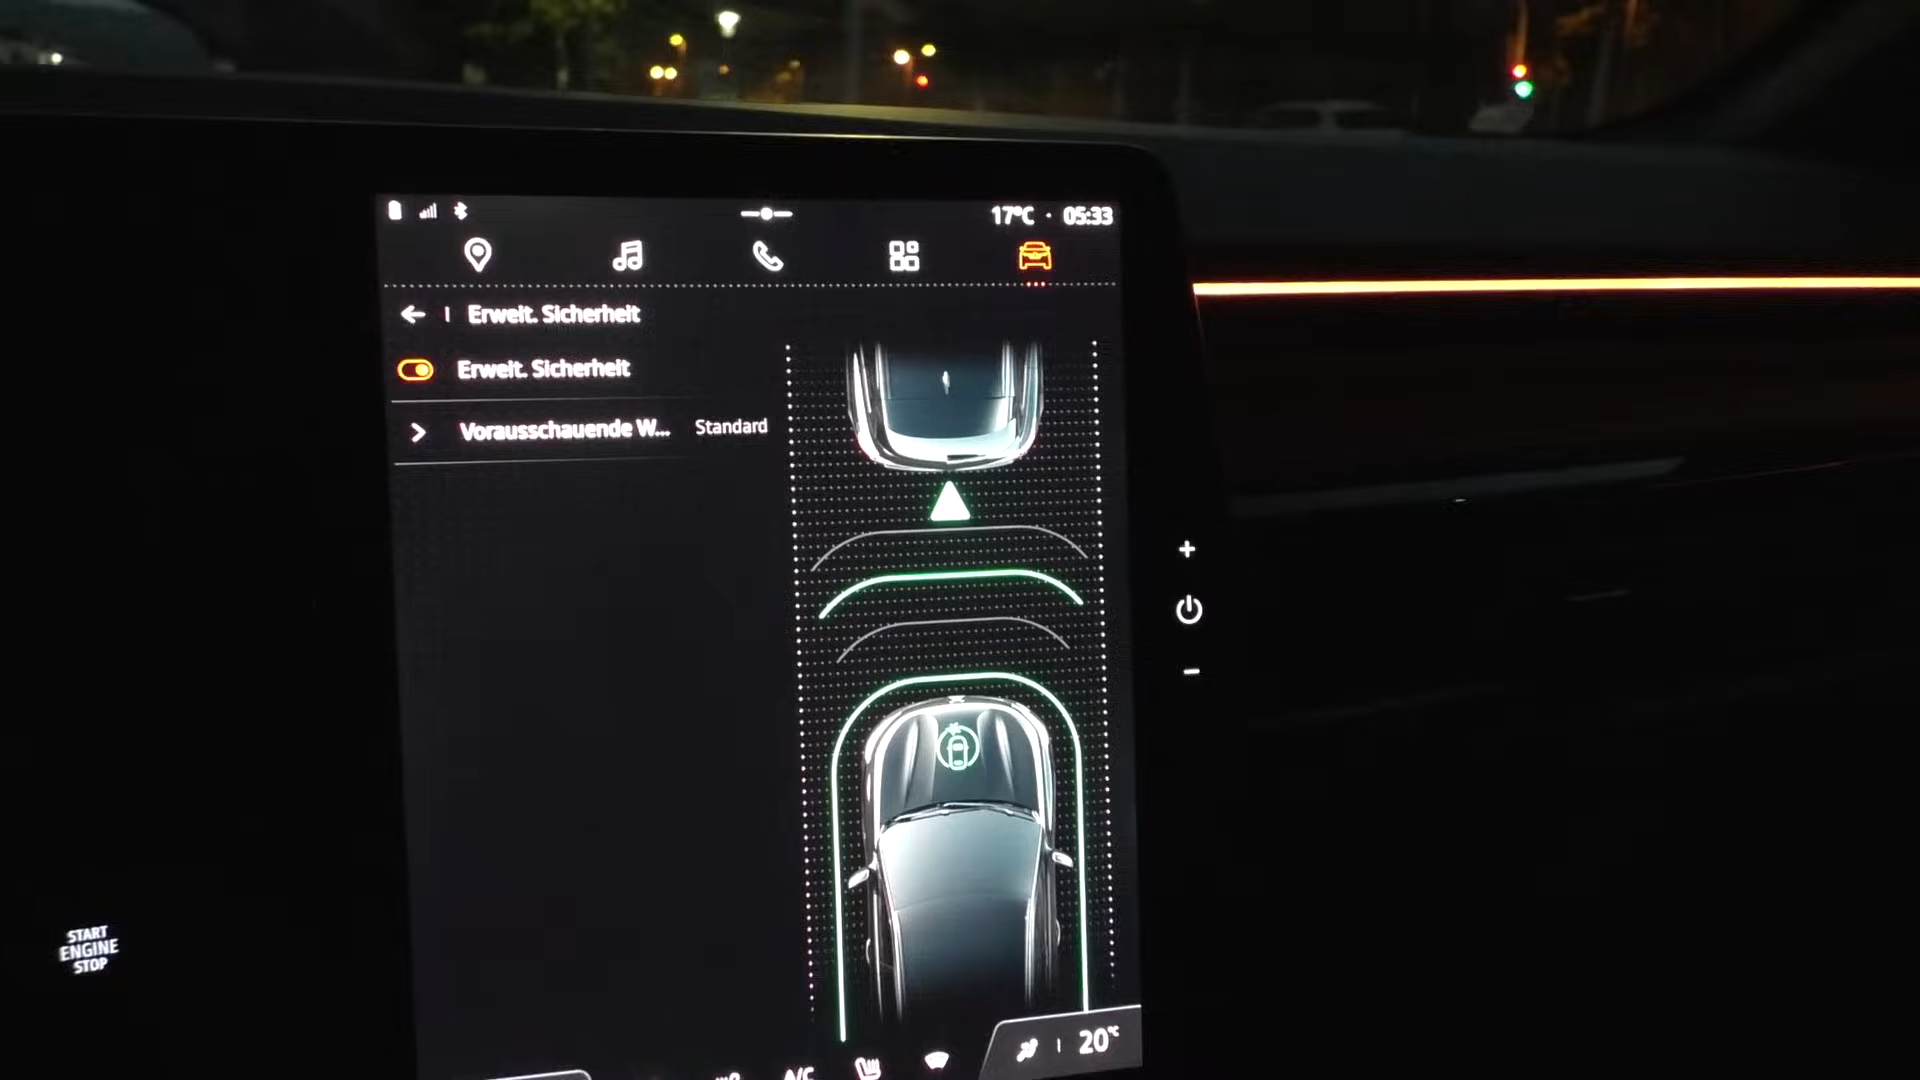 17°C · 05:33
Erweit. Sicherheit
Erweit. Sicherheit
Vorausschauende W... Standard
START
ENGINE
STOP
A/C
20°C